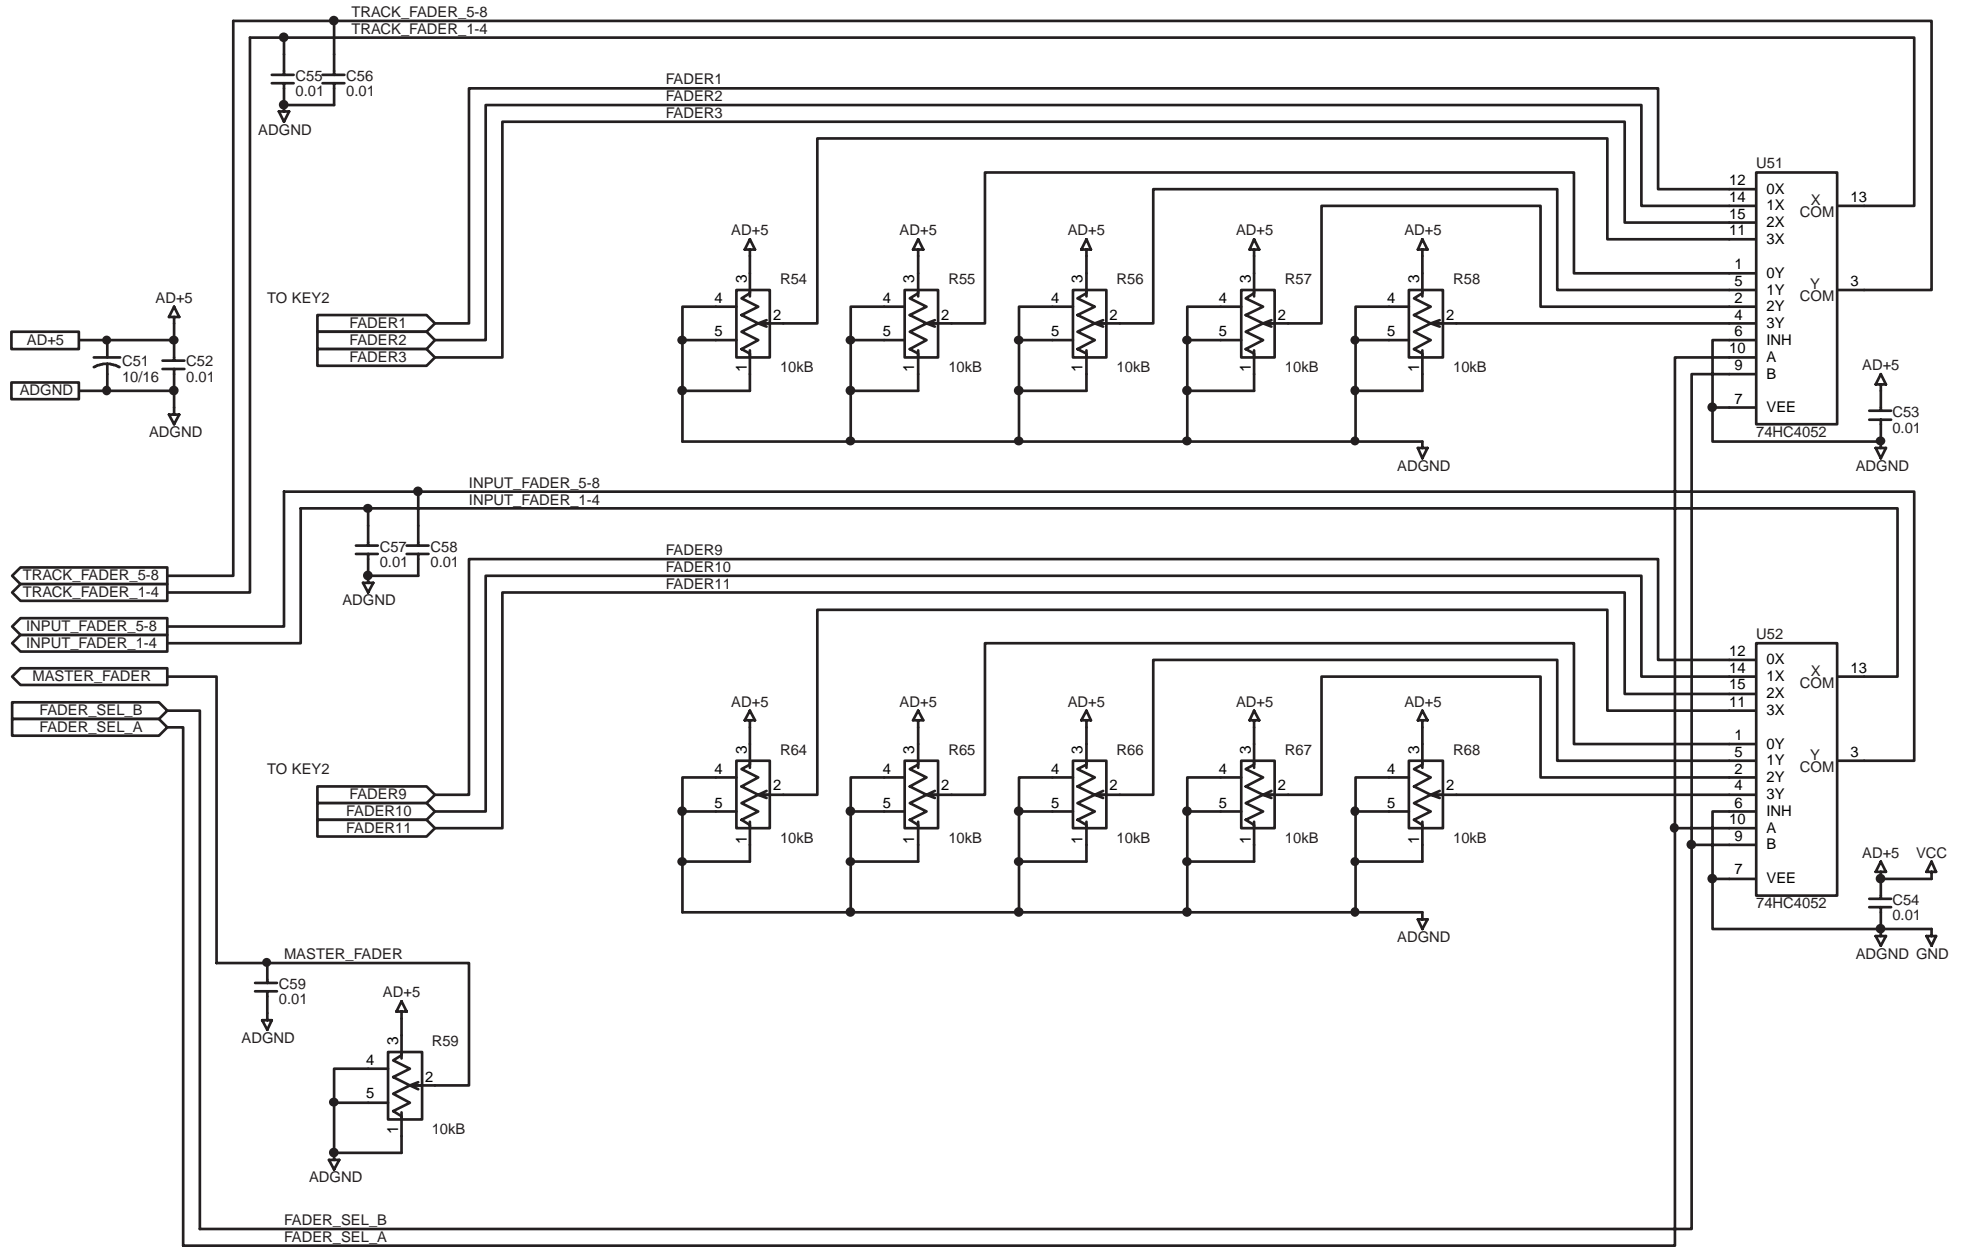 TRACK_FADER_5-8
TRACK_FADER_1-4
C55
0.01
C56
0.01
ADGND
FADER1
FADER2
FADER3
AD+5
C51
10/16
C52
0.01
AD+5
ADGND
ADGND
TO KEY2
FADER1
FADER2
FADER3
AD+5
3
R54
4
5
2
1
10kB
AD+5
3
R55
4
5
2
1
10kB
AD+5
3
R56
4
5
2
1
10kB
AD+5
3
R57
4
5
2
1
10kB
AD+5
3
R58
4
5
2
1
10kB
ADGND
U51
12 0X
14 1X
15 2X
11 3X
1 0Y
5 1Y
2 2Y
4 3Y
6 INH
10 A
9 B
7 VEE
X COM 13
Y COM 3
74HC4052
AD+5
C53
0.01
ADGND
INPUT_FADER_5-8
INPUT_FADER_1-4
C57
0.01
C58
0.01
ADGND
TRACK_FADER_5-8
TRACK_FADER_1-4
INPUT_FADER_5-8
INPUT_FADER_1-4
MASTER_FADER
FADER_SEL_B
FADER_SEL_A
FADER9
FADER10
FADER11
TO KEY2
FADER9
FADER10
FADER11
AD+5
3
R64
4
5
2
1
10kB
AD+5
3
R65
4
5
2
1
10kB
AD+5
3
R66
4
5
2
1
10kB
AD+5
3
R67
4
5
2
1
10kB
AD+5
3
R68
4
5
2
1
10kB
ADGND
U52
12 0X
14 1X
15 2X
11 3X
1 0Y
5 1Y
2 2Y
4 3Y
6 INH
10 A
9 B
7 VEE
X COM 13
Y COM 3
74HC4052
AD+5 VCC
C54
0.01
ADGND GND
MASTER_FADER
C59
0.01
ADGND
AD+5
3
R59
4
5
2
1
10kB
ADGND
FADER_SEL_B
FADER_SEL_A